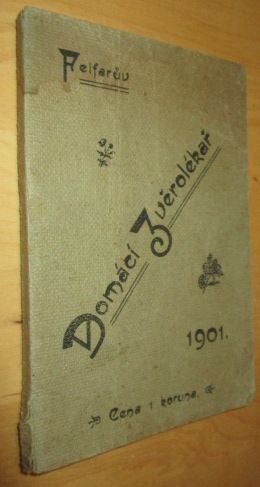 Felfarův
Domácí Zvěrolékař
1901.
Cena 1 koruna.